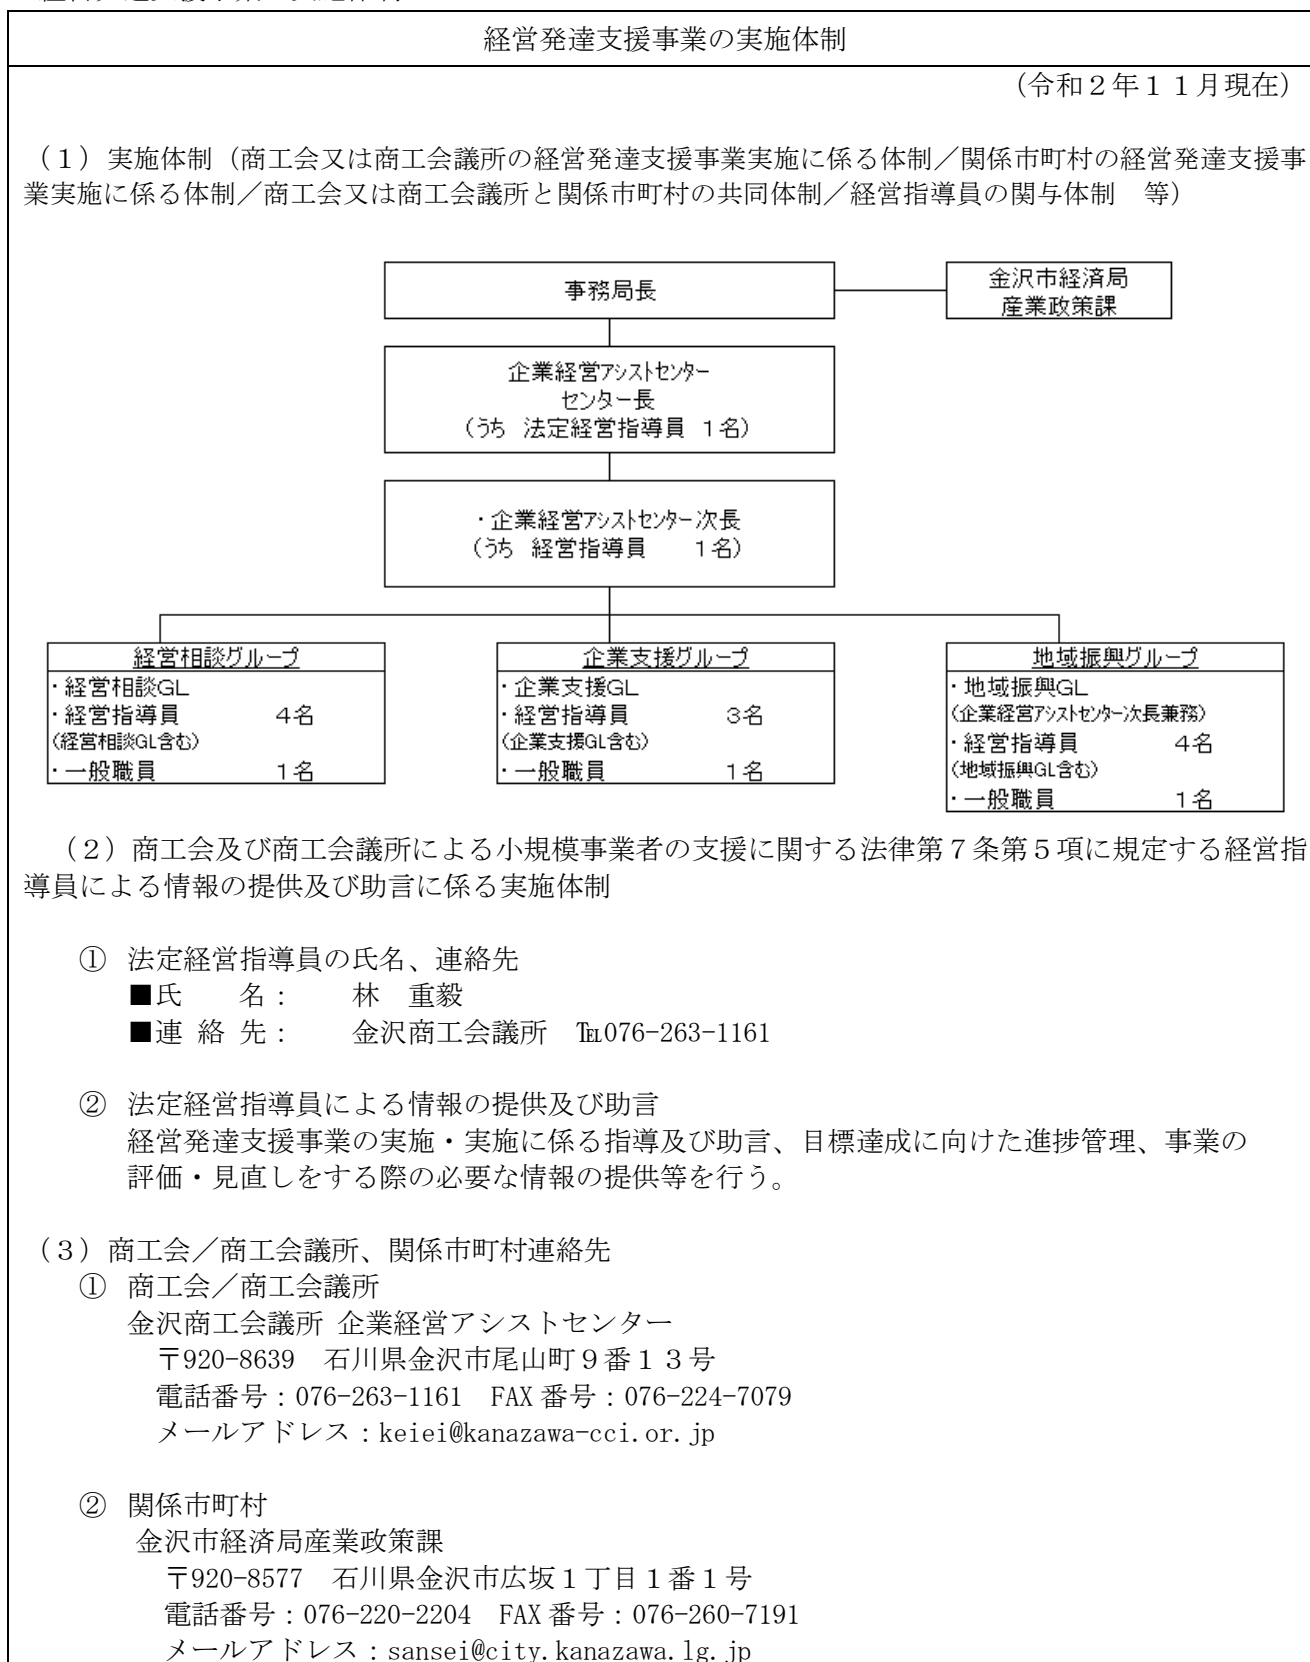 経営発達支援事業の実施体制
(令和2年11月現在)
(1)実施体制(商工会又は商工会議所の経営発達支援事業実施に係る体制/関係市町村の経営発達支援事
業実施に係る体制/商工会又は商工会議所と関係市町村の共同体制/経営指導員の関与体制 等)
事務局長
金沢市経済局
産業政策課
企業経営アシストセンター
センター長
(うち 法定経営指導員 1名)
・企業経営アシストセンター次長
(うち 経営指導員 1名)
経営相談グループ
・経営相談GL
・経営指導員 4名
(経営相談GL含む)
・一般職員 1名
企業支援グループ
・企業支援GL
・経営指導員 3名
(企業支援GL含む)
・一般職員 1名
地域振興グループ
・地域振興GL
(企業経営アシストセンター次長兼務)
・経営指導員 4名
(地域振興GL含む)
・一般職員 1名
(2)商工会及び商工会議所による小規模事業者の支援に関する法律第7条第5項に規定する経営指
導員による情報の提供及び助言に係る実施体制
① 法定経営指導員の氏名、連絡先
■氏 名: 林 重毅
■連 絡 先: 金沢商工会議所 ℡076-263-1161
② 法定経営指導員による情報の提供及び助言
経営発達支援事業の実施・実施に係る指導及び助言、目標達成に向けた進捗管理、事業の
評価・見直しをする際の必要な情報の提供等を行う。
(3)商工会/商工会議所、関係市町村連絡先
① 商工会/商工会議所
金沢商工会議所 企業経営アシストセンター
〒920-8639 石川県金沢市尾山町9番13号
電話番号:076-263-1161 FAX番号:076-224-7079
メールアドレス:keiei@kanazawa-cci.or.jp
② 関係市町村
金沢市経済局産業政策課
〒920-8577 石川県金沢市広坂1丁目1番1号
電話番号:076-220-2204 FAX番号:076-260-7191
メールアドレス:sansei@city.kanazawa.lg.jp